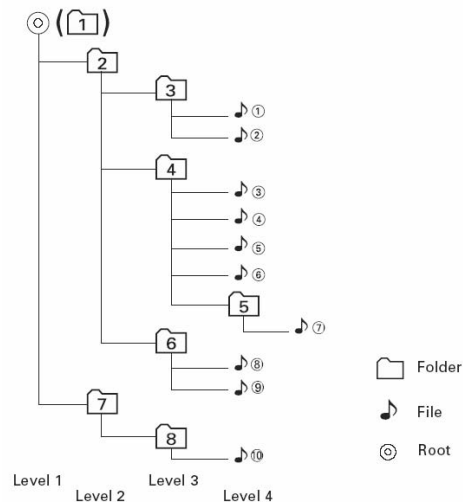 (1)
2
3
①
②
4
③
④
⑤
⑥
5
⑦
6
⑧
⑨
7
8
⑩
Folder
File
Root
Level 1
Level 2
Level 3
Level 4